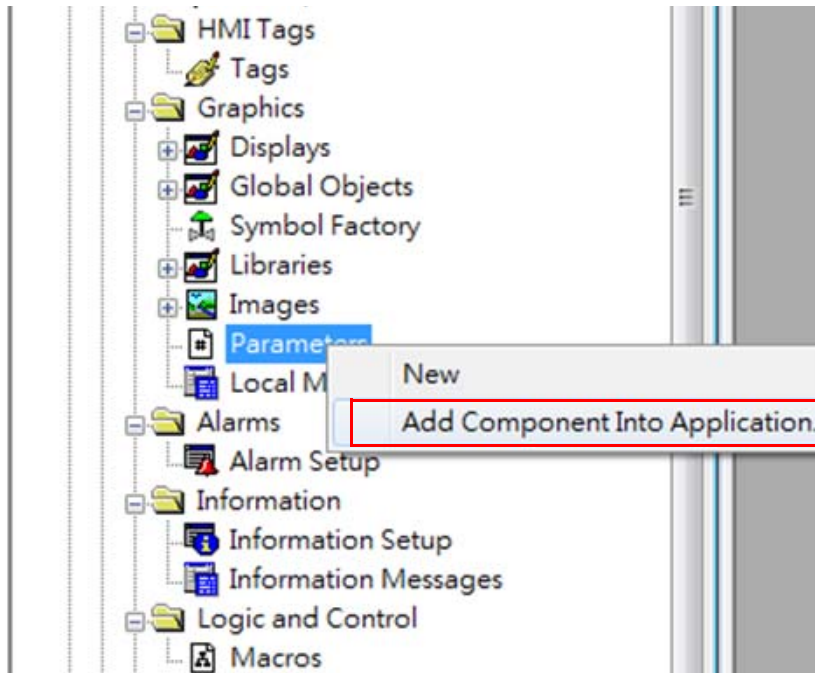 HMI Tags
Tags
Graphics
Displays
Global Objects
Symbol Factory
Libraries
Images
Parameters
New
Local M
Add Component Into Application.
Alarms
Alarm Setup
Information
Information Setup
Information Messages
Logic and Control
Macros